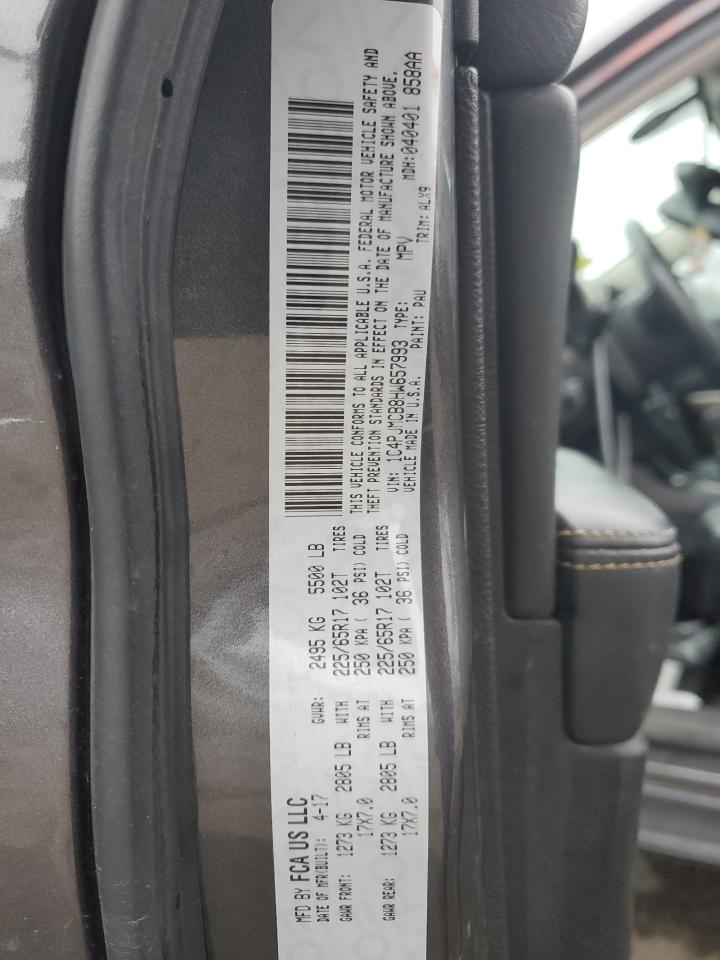 MFD BY FCA US LLC
DATE OF MFR(BUILT): 4-17 GVWR: 2495 KG 5500 LB
GAWR FRONT: 1273 KG 2805 LB WITH 225/65R17 102T TIRES
17X7.0 RIMS AT 250 KPA ( 36 PSI) COLD
GAWR REAR: 1273 KG 2805 LB WITH 225/65R17 102T TIRES
17X7.0 RIMS AT 250 KPA ( 36 PSI) COLD
THIS VEHICLE CONFORMS TO ALL APPLICABLE U.S.A. FEDERAL MOTOR VEHICLE SAFETY AND
THEFT PREVENTION STANDARDS IN EFFECT ON THE DATE OF MANUFACTURE SHOWN ABOVE.
VIN: 1C4PJMCB8HW657993 TYPE: MPV MDH:040401 858AA
VEHICLE MADE IN U.S.A. PAINT: PAU TRIM: ALX9